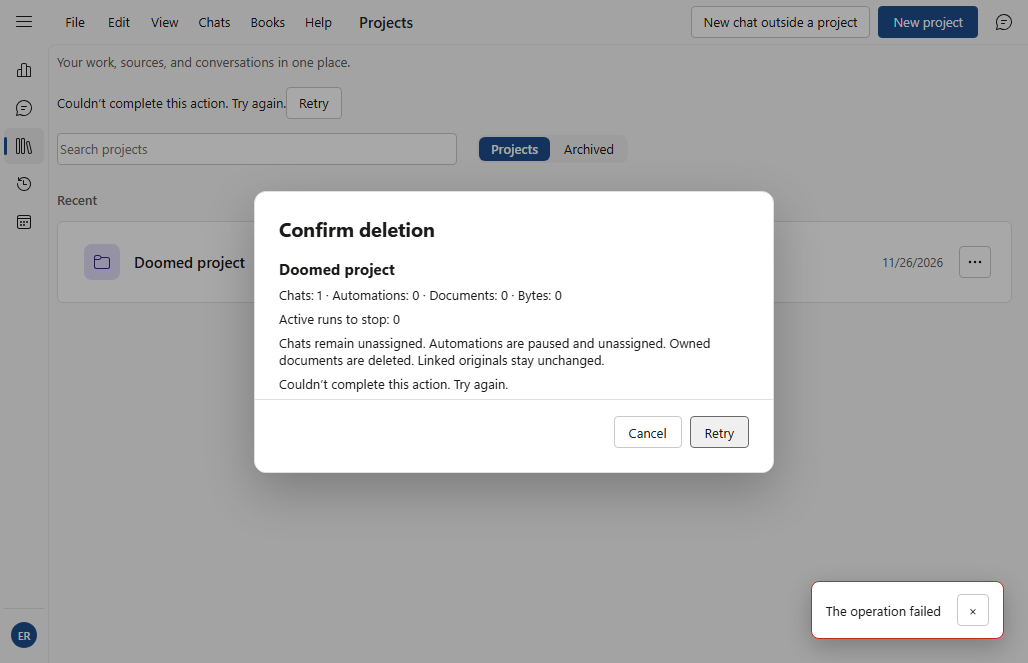 File Edit View Chats Books Help Projects New chat outside a project New project
Your work, sources, and conversations in one place.
Couldn't complete this action. Try again. Retry
Search projects Projects Archived
Recent
Doomed project 11/26/2026 ...
Confirm deletion
Doomed project
Chats: 1 · Automations: 0 · Documents: 0 · Bytes: 0
Active runs to stop: 0
Chats remain unassigned. Automations are paused and unassigned. Owned
documents are deleted. Linked originals stay unchanged.
Couldn't complete this action. Try again.
Cancel Retry
The operation failed ×
ER